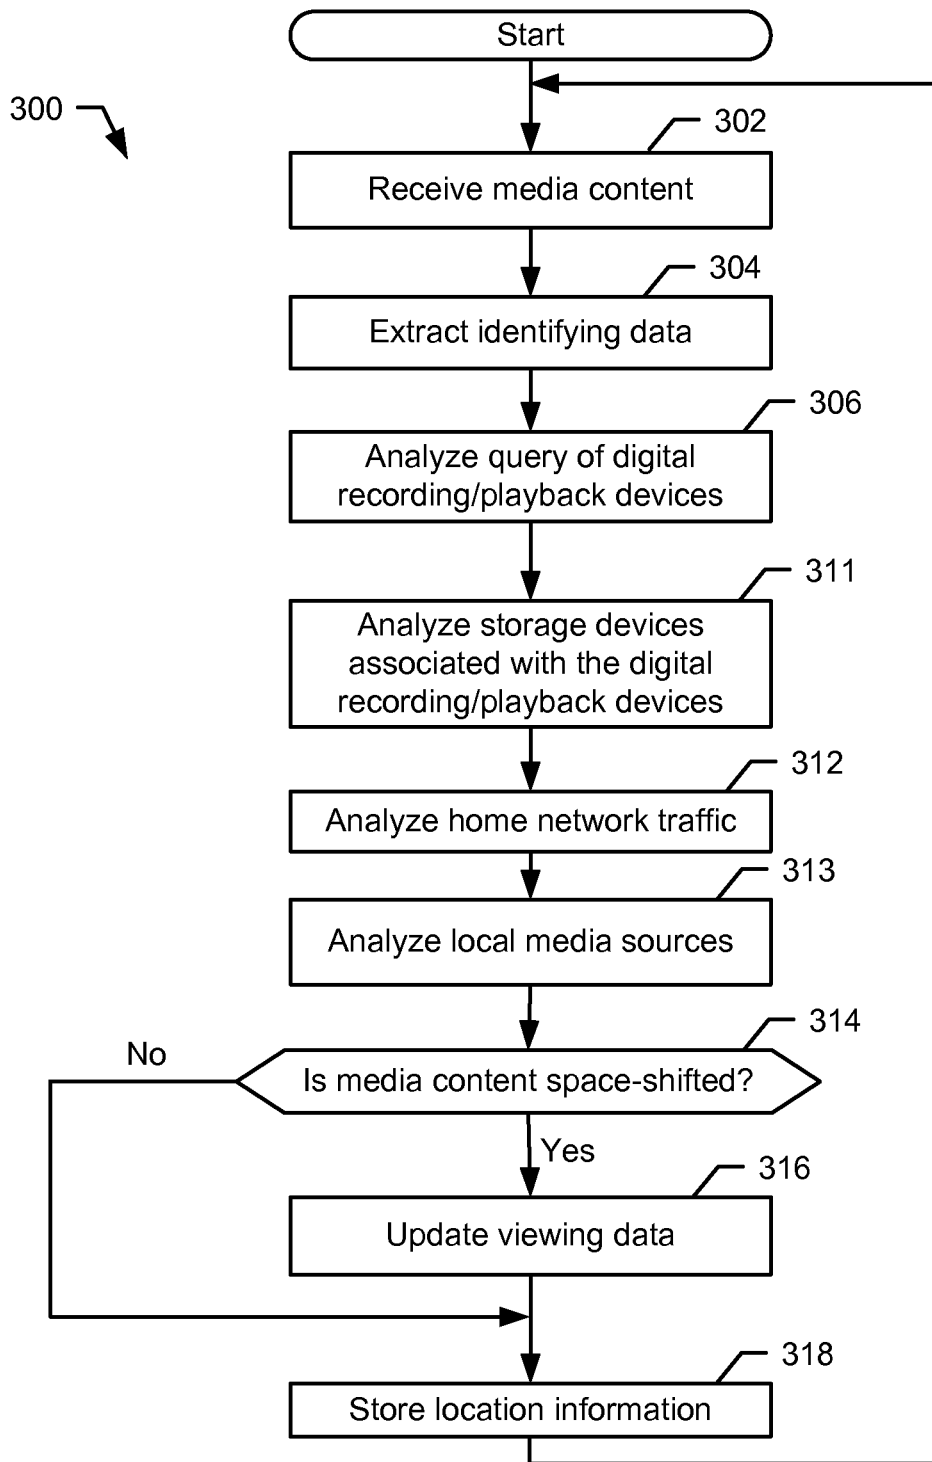 Start
300
302
Receive media content
304
Extract identifying data
306
Analyze query of digital
recording/playback devices
311
Analyze storage devices
associated with the digital
recording/playback devices
312
Analyze home network traffic
313
Analyze local media sources
314
No
Is media content space-shifted?
Yes
316
Update viewing data
318
Store location information